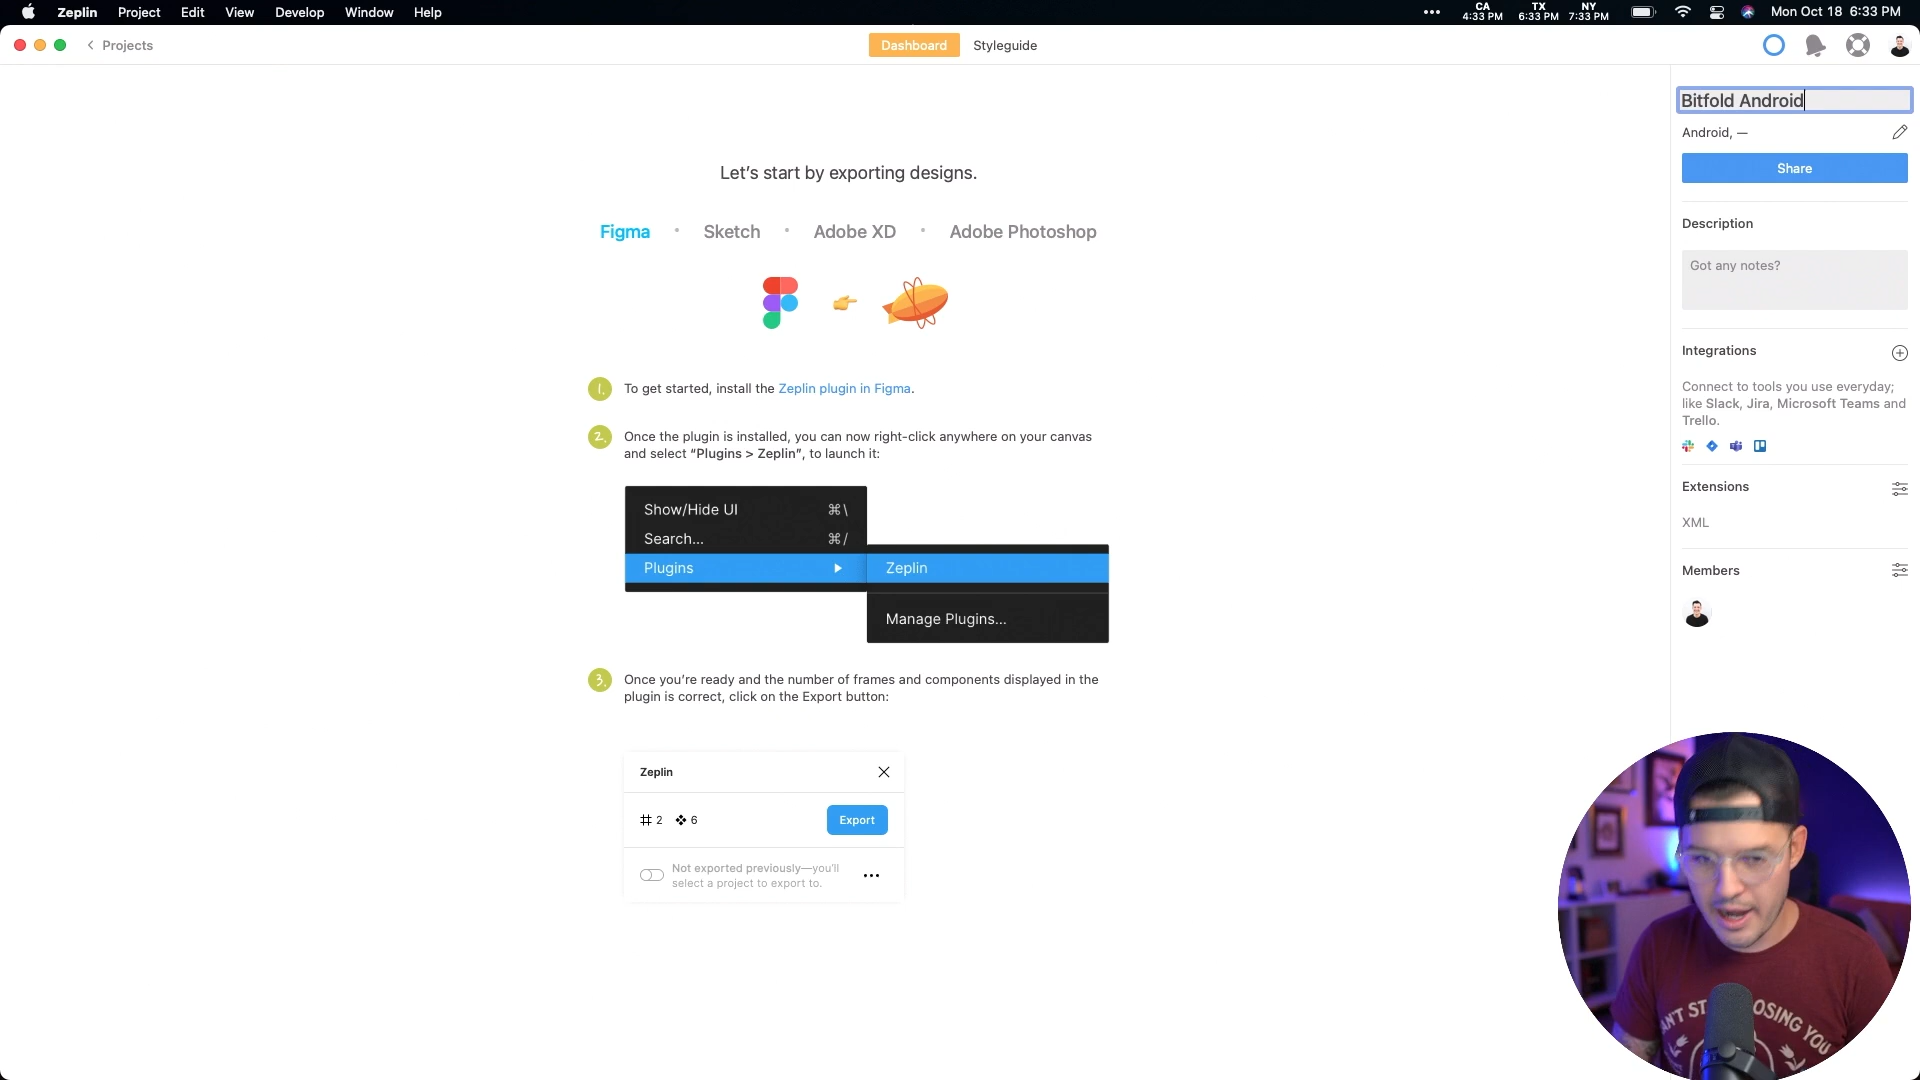 Zeplin Project Edit View Develop Window Help
CA TX NY
4:33 PM 6:33 PM 7:33 PM
Mon Oct 18 6:33 PM
Projects
Dashboard Styleguide
Let’s start by exporting designs.
Figma • Sketch • Adobe XD • Adobe Photoshop
1. To get started, install the Zeplin plugin in Figma.
2. Once the plugin is installed, you can now right-click anywhere on your canvas
and select “Plugins > Zeplin”, to launch it:
Show/Hide UI ⌘\
Search... ⌘/
Plugins
Zeplin
Manage Plugins...
3. Once you’re ready and the number of frames and components displayed in the
plugin is correct, click on the Export button:
Zeplin
2 6 Export
Not exported previously—you’ll
select a project to export to.
Bitfold Android
Android, —
Share
Description
Got any notes?
Integrations
Connect to tools you use everyday;
like Slack, Jira, Microsoft Teams and
Trello.
Extensions
XML
Members